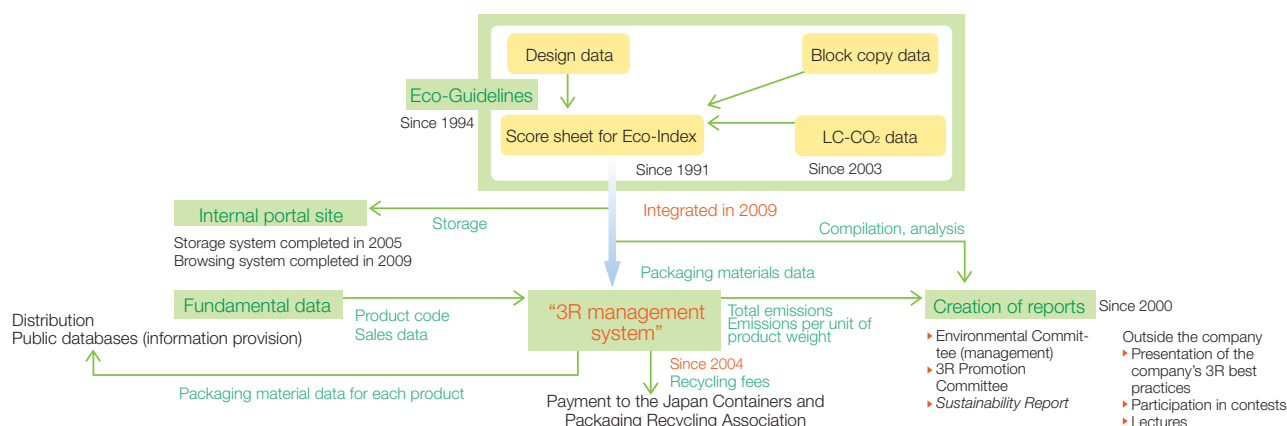 Design data
Block copy data
Eco-Guidelines
Since 1994
Score sheet for Eco-Index
LC-CO₂ data
Since 1991
Since 2003
Internal portal site
Storage
Integrated in 2009
Storage system completed in 2005
Browsing system completed in 2009
Compilation, analysis
Packaging materials data
Fundamental data
Product code
Sales data
“3R management
system”
Total emissions
Emissions per unit of
product weight
Creation of reports
Since 2000
Distribution
Public databases (information provision)
Packaging material data for each product
Since 2004
Recycling fees
Payment to the Japan Containers and
Packaging Recycling Association
Environmental Commit-
tee (management)
3R Promotion
Committee
Sustainability Report
Outside the company
Presentation of the
company’s 3R best
practices
Participation in contests
Lectures